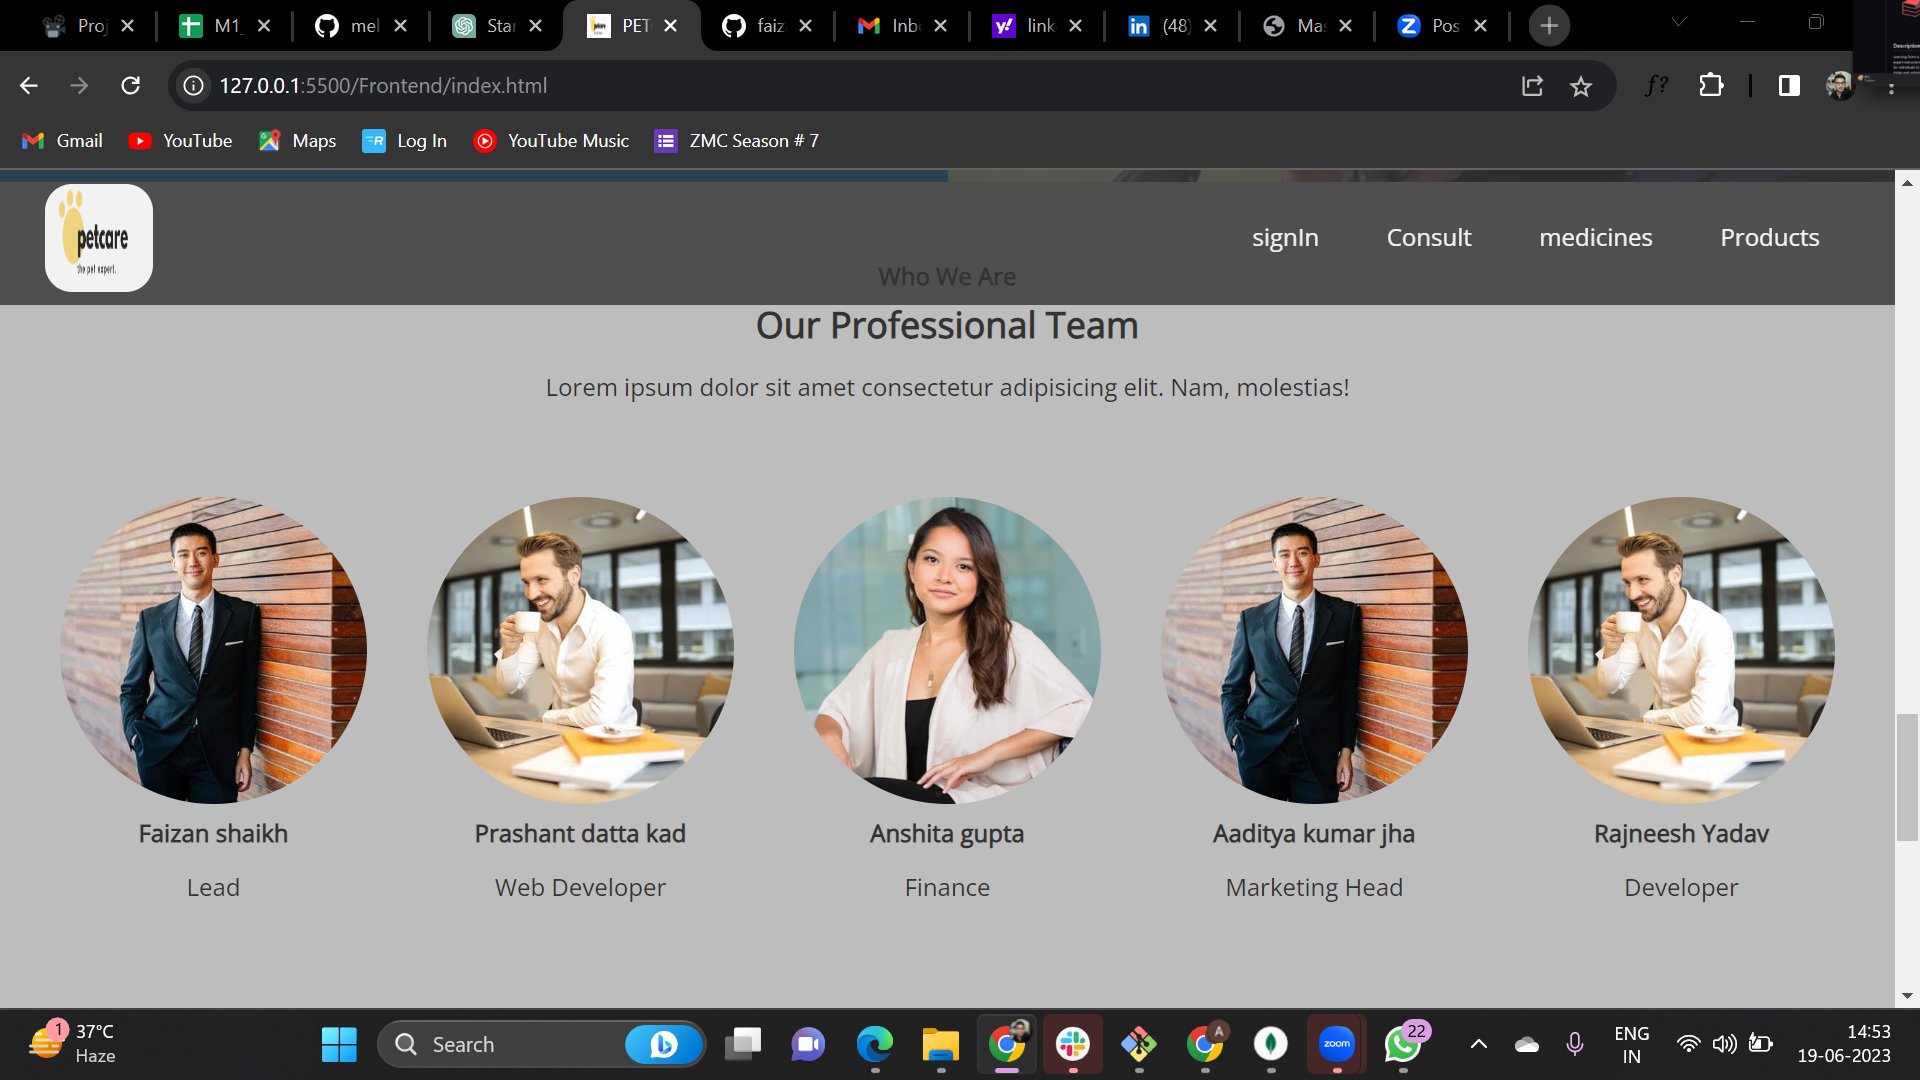 Proj M1_ mel Star PET faiz Inb link (48) Mas Pos
127.0.0.1:5500/Frontend/index.html
Gmail YouTube Maps Log In YouTube Music ZMC Season # 7
petcare
the pet expert.
signIn Consult medicines Products
Who We Are
Our Professional Team
Lorem ipsum dolor sit amet consectetur adipisicing elit. Nam, molestias!
Faizan shaikh Prashant datta kad Anshita gupta Aaditya kumar jha Rajneesh Yadav
Lead Web Developer Finance Marketing Head Developer
1 37°C
Haze
Search
zoom
A
22
ENG
IN
14:53
19-06-2023